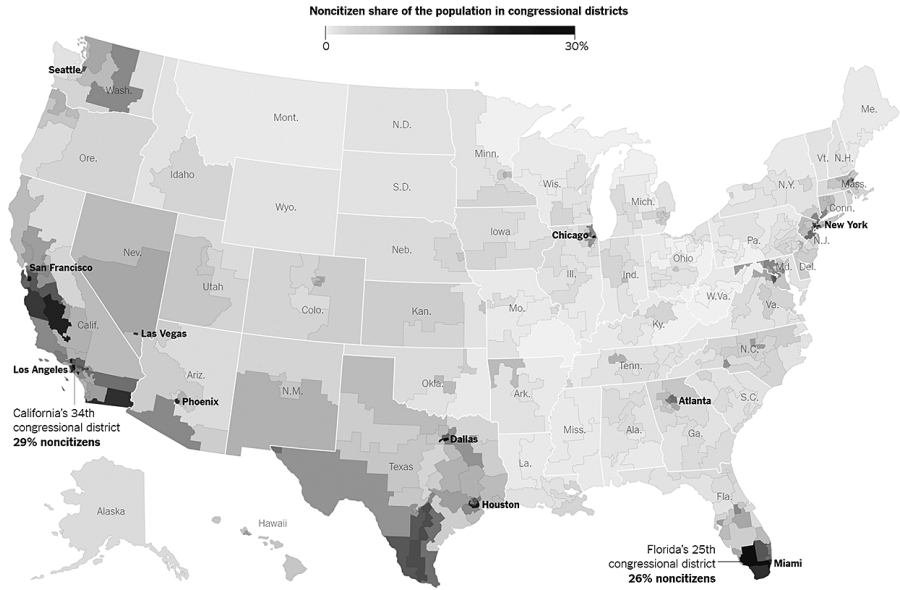 Noncitizen share of the population in congressional districts
0
30%
Seattle
Wash.
Mont.
N.D.
Minn.
Me.
Ore.
Idaho
S.D.
Wis.
Mich.
Vt.
N.H.
N.Y.
Mass.
Conn.
Wyo.
Iowa
Chicago
New York
N.J.
Neb.
Pa.
Nev.
San Francisco
Utah
Colo.
Ill.
Ind.
Ohio
Md.
Del.
W.Va.
Va.
Calif.
Kan.
Mo.
Ky.
Las Vegas
Los Angeles
Ariz.
N.M.
Okla.
Ark.
Tenn.
N.C.
Phoenix
Atlanta
S.C.
California's 34th
congressional district
29% noncitizens
Dallas
Texas
Miss.
Ala.
Ga.
La.
Houston
Fla.
Alaska
Hawaii
Florida's 25th
congressional district
26% noncitizens
Miami